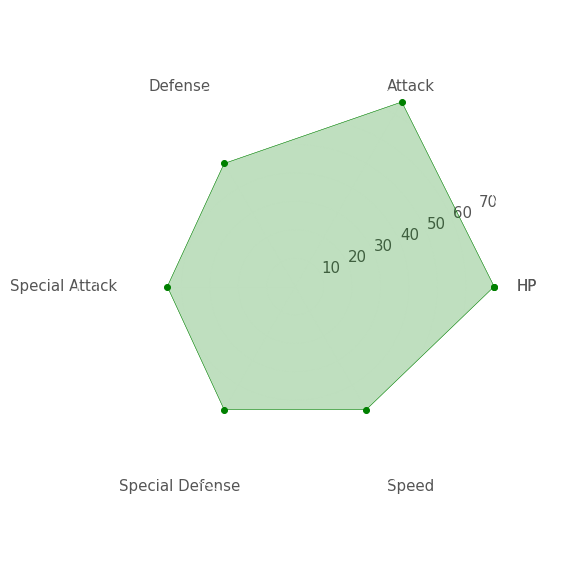 Defense
Attack
70
60
50
40
30
20
10
Special Attack
HP
Special Defense
Speed